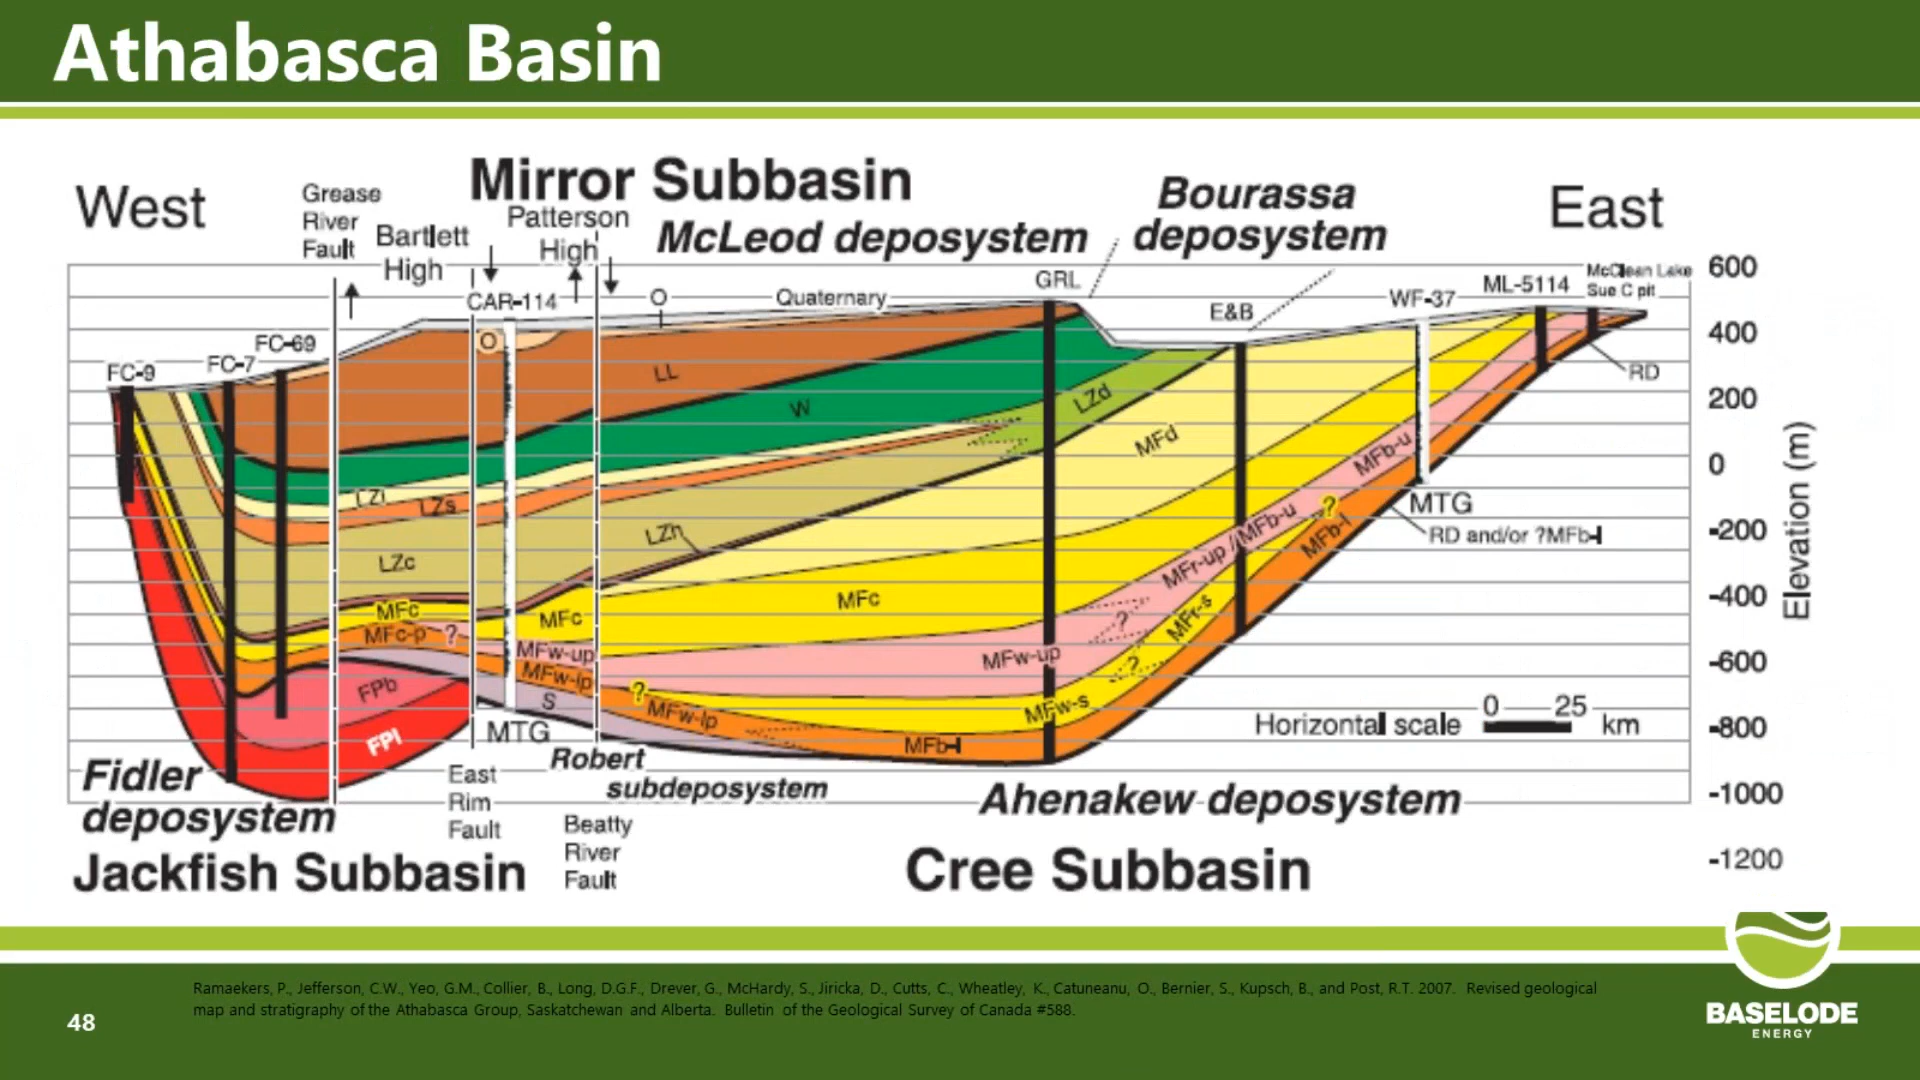 Athabasca Basin
Mirror Subbasin
West
Grease
River
Fault
Bartlett
High
Patterson
High
McLeod deposystem
Bourassa
deposystem
East
600
400
200
0
-200
-400
-600
-800
-1000
-1200
Elevation (m)
FC-9
FC-7
FC-69
CAR-114
O
Quaternary
GRL
E&B
WF-37
ML-5114
McClean Lake
Sue C pit
RD
O
LL
W
LZd
MFd
LZl
LZs
LZc
LZh
MFc
MFc
MFc
MFc-p
?
MFw-up
MFw-lp
S
FPb
FPl
MTG
?
MFw-lp
MFb-l
MFw-up
MFw-s
?
?
MFr-s
MFr-up / MFb-u
MFb-u
?
MFb-l
MTG
RD and/or ?MFb-l
Horizontal scale
0 25
km
Fidler
deposystem
Jackfish Subbasin
East
Rim
Fault
Robert
subdeposystem
Beatty
River
Fault
Ahenakew deposystem
Cree Subbasin
Ramaekers, P., Jefferson, C.W., Yeo, G.M., Collier, B., Long, D.G.F., Drever, G., McHardy, S., Jiricka, D., Cutts, C., Wheatley, K., Catuneanu, O., Bernier, S., Kupsch, B., and Post, R.T. 2007. Revised geological
map and stratigraphy of the Athabasca Group, Saskatchewan and Alberta. Bulletin of the Geological Survey of Canada #588.
48
BASELODE
ENERGY